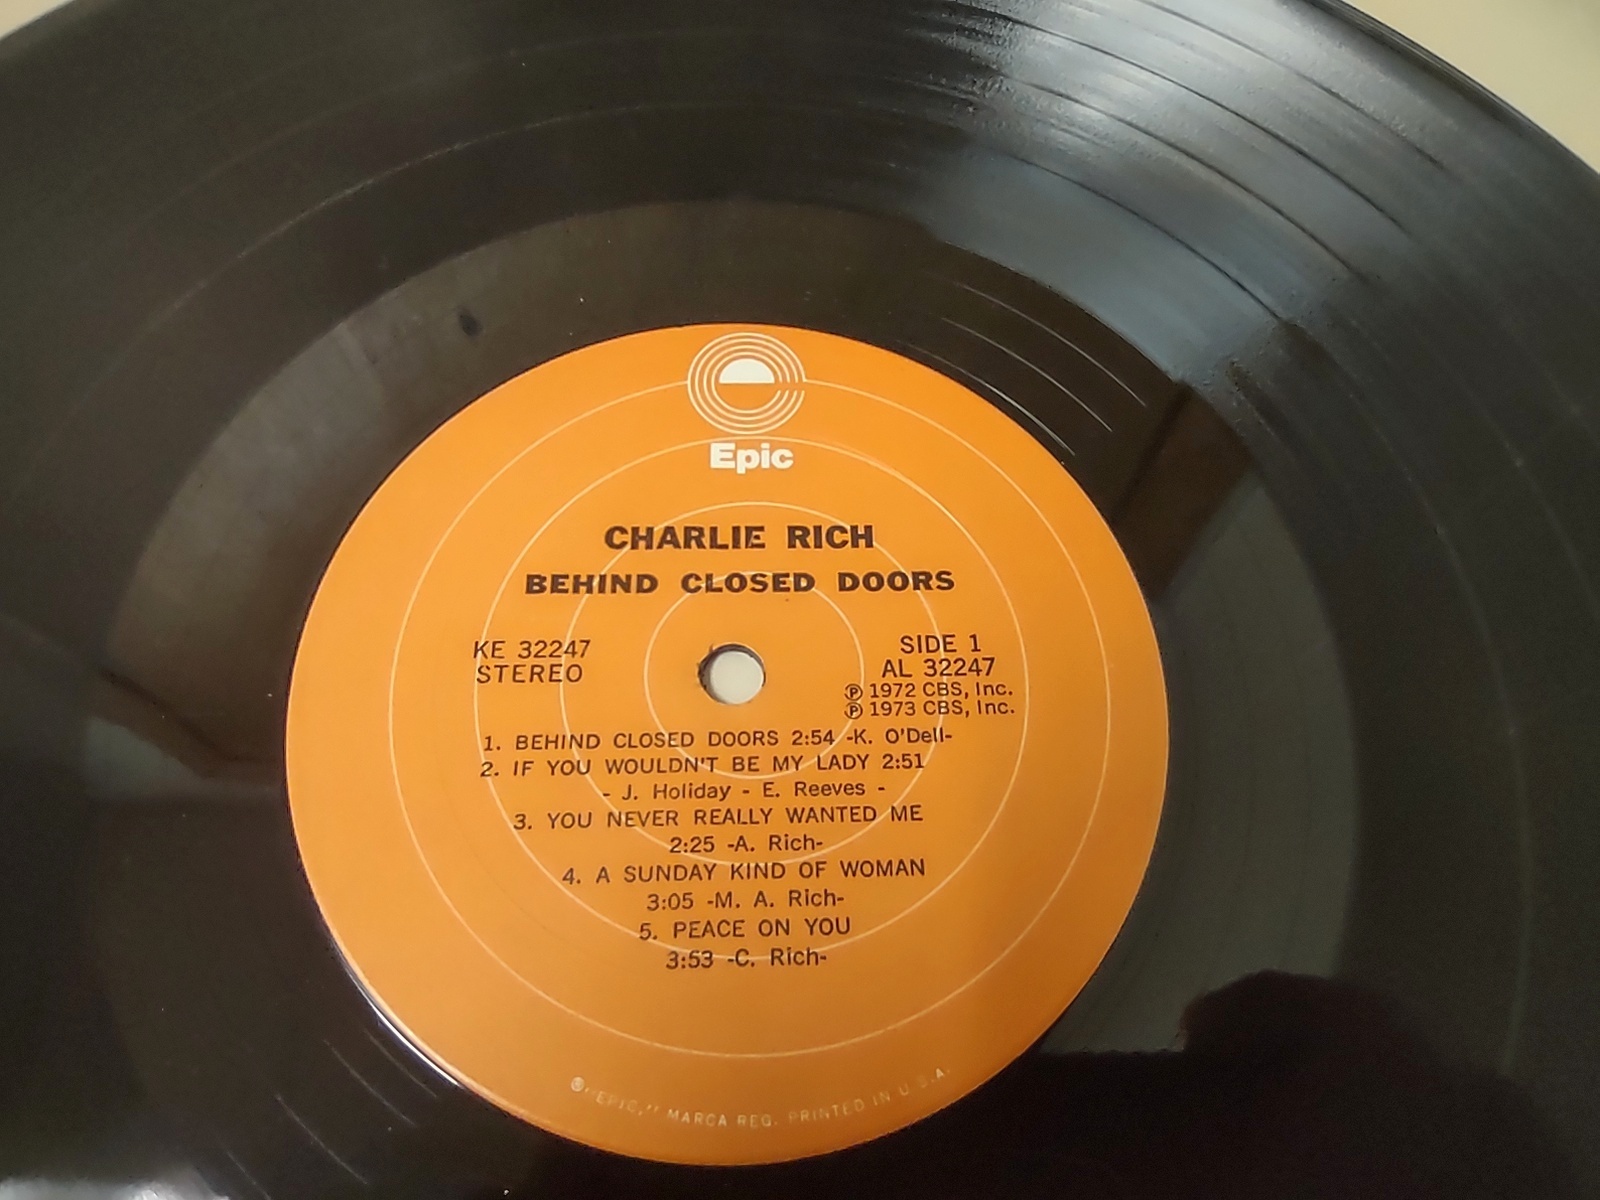 Epic
CHARLIE RICH
BEHIND CLOSED DOORS
KE 32247
STEREO
SIDE 1
AL 32247
℗ 1972 CBS, Inc.
℗ 1973 CBS, Inc.
1. BEHIND CLOSED DOORS 2:54 -K. O'Dell-
2. IF YOU WOULDN'T BE MY LADY 2:51
- J. Holiday - E. Reeves -
3. YOU NEVER REALLY WANTED ME
2:25 -A. Rich-
4. A SUNDAY KIND OF WOMAN
3:05 -M. A. Rich-
5. PEACE ON YOU
3:53 -C. Rich-
®"EPIC," MARCA REG. PRINTED IN U.S.A.